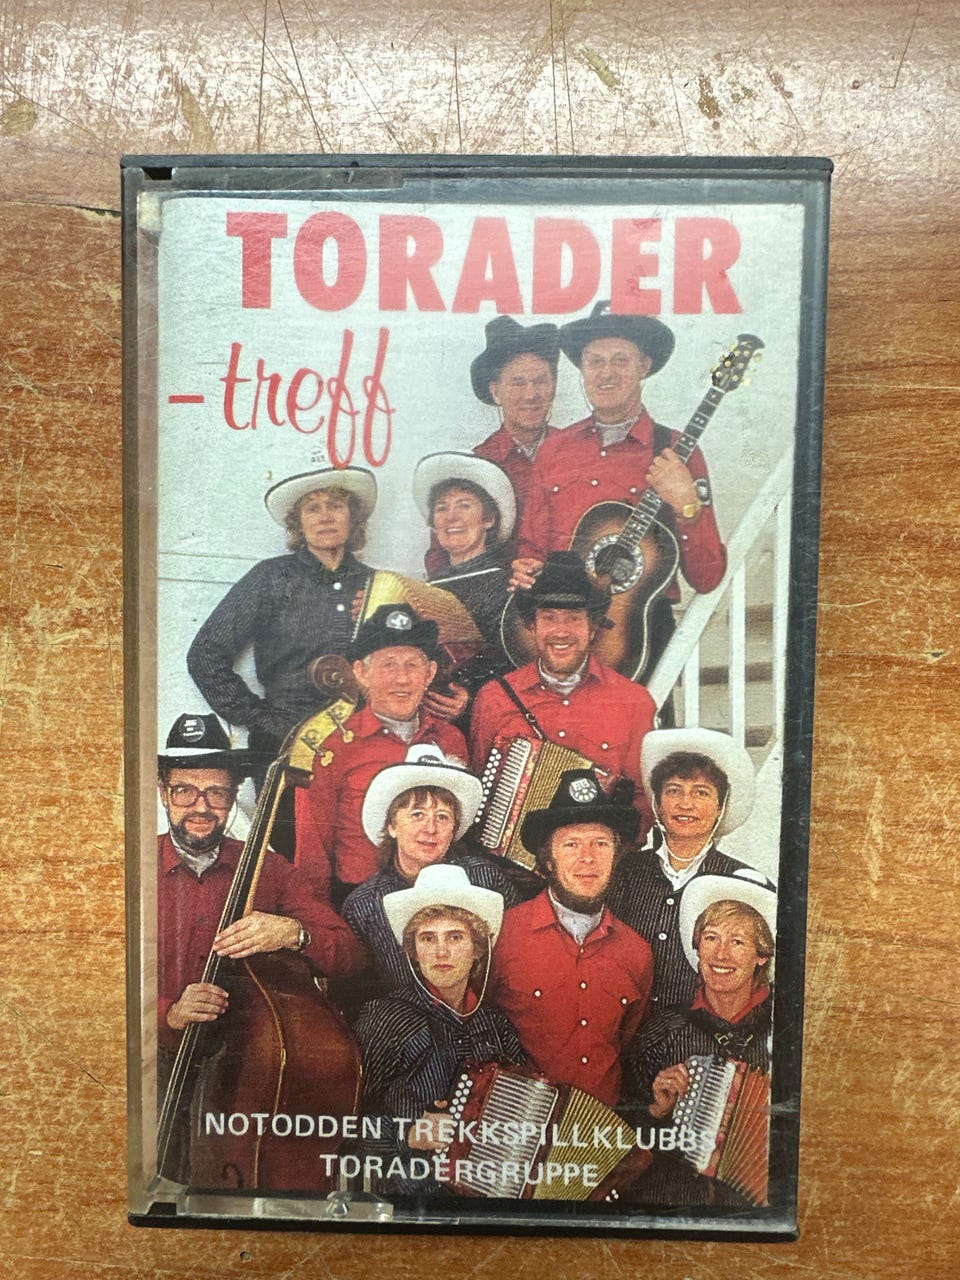 TORADER
-treff
NOTODDEN TREKKSPILLKLUBBS
TORADERGRUPPE